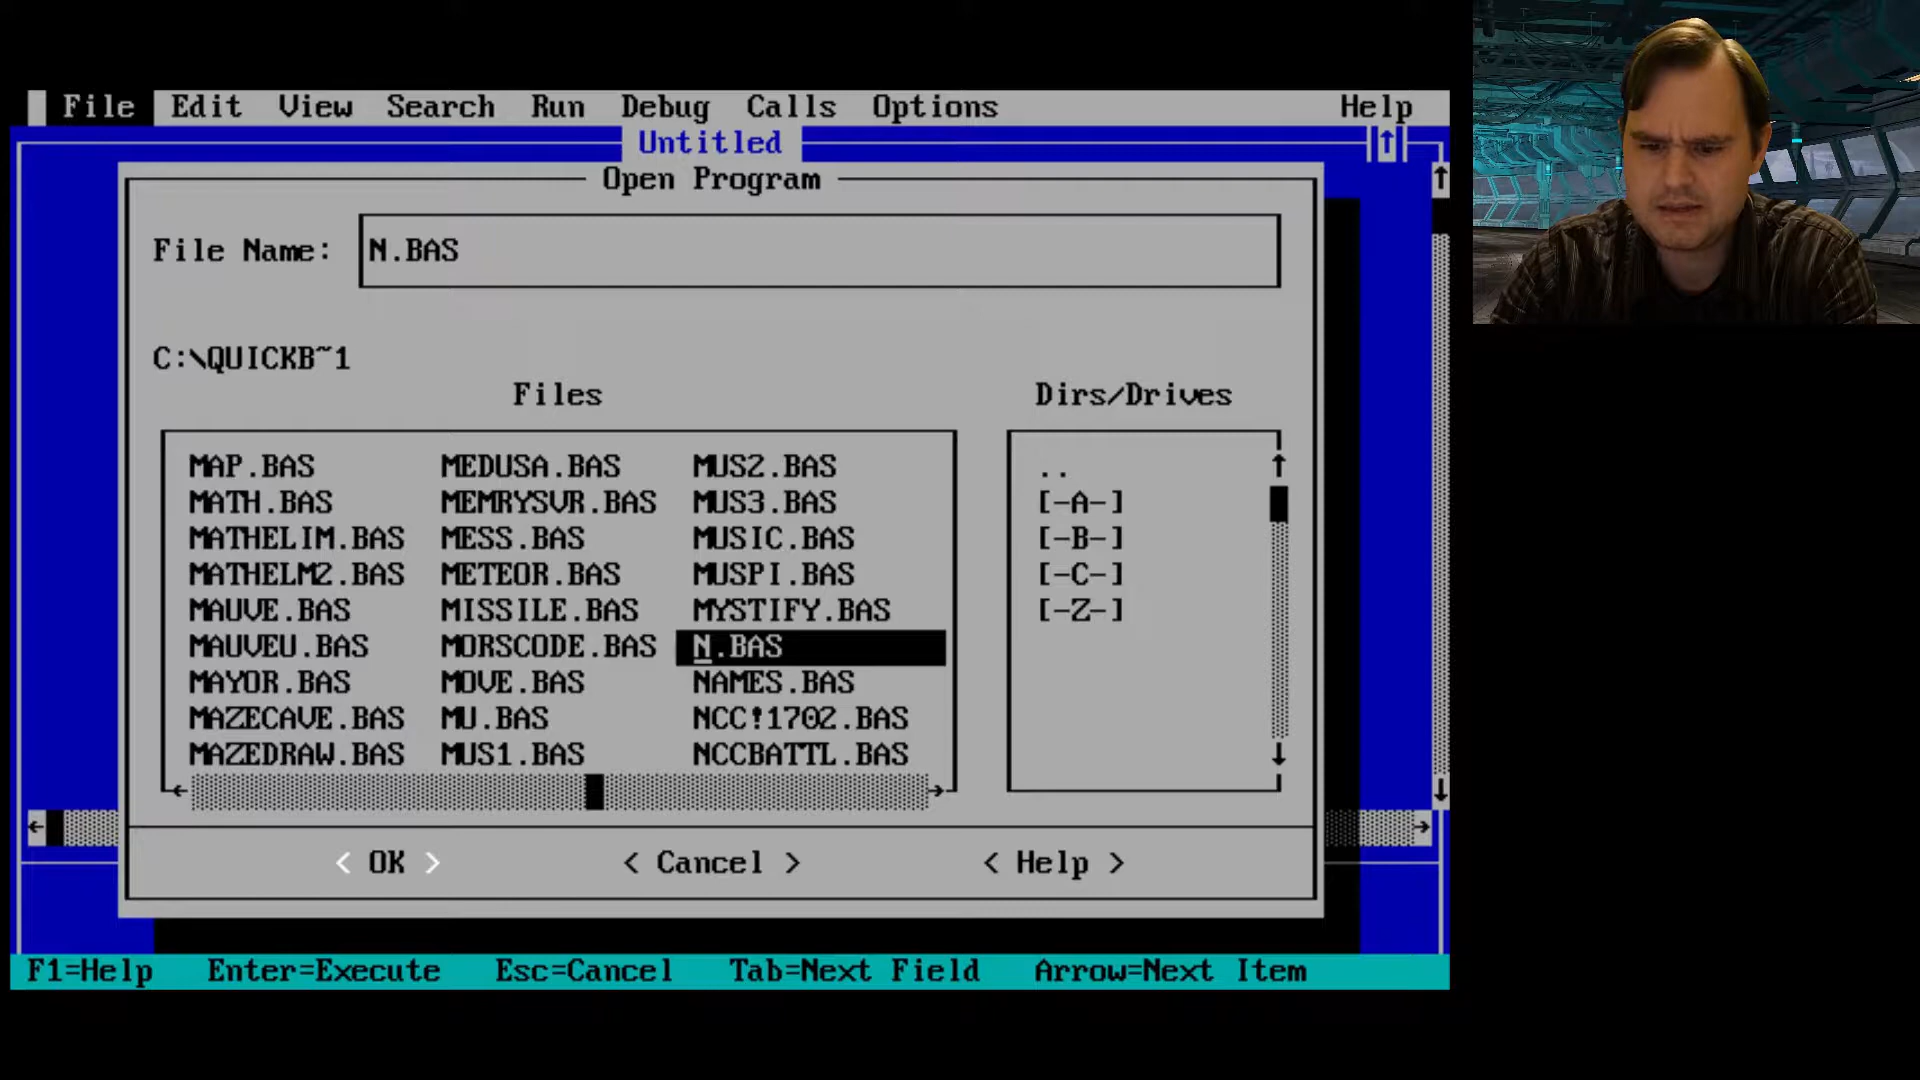 File Edit View Search Run Debug Calls Options Help
Untitled
Open Program
File Name: N.BAS
C:\QUICKB~1
Files Dirs/Drives
MAP.BAS MEDUSA.BAS MUS2.BAS ..
MATH.BAS MEMRYSVR.BAS MUS3.BAS [-A-]
MATHELIM.BAS MESS.BAS MUSIC.BAS [-B-]
MATHELM2.BAS METEOR.BAS MUSPI.BAS [-C-]
MAUVE.BAS MISSILE.BAS MYSTIFY.BAS [-Z-]
MAUVEU.BAS MORSCODE.BAS N.BAS
MAYOR.BAS MOVE.BAS NAMES.BAS
MAZECAVE.BAS MU.BAS NCC!1702.BAS
MAZEDRAW.BAS MUS1.BAS NCCBATTL.BAS
< OK > < Cancel > < Help >
F1=Help Enter=Execute Esc=Cancel Tab=Next Field Arrow=Next Item